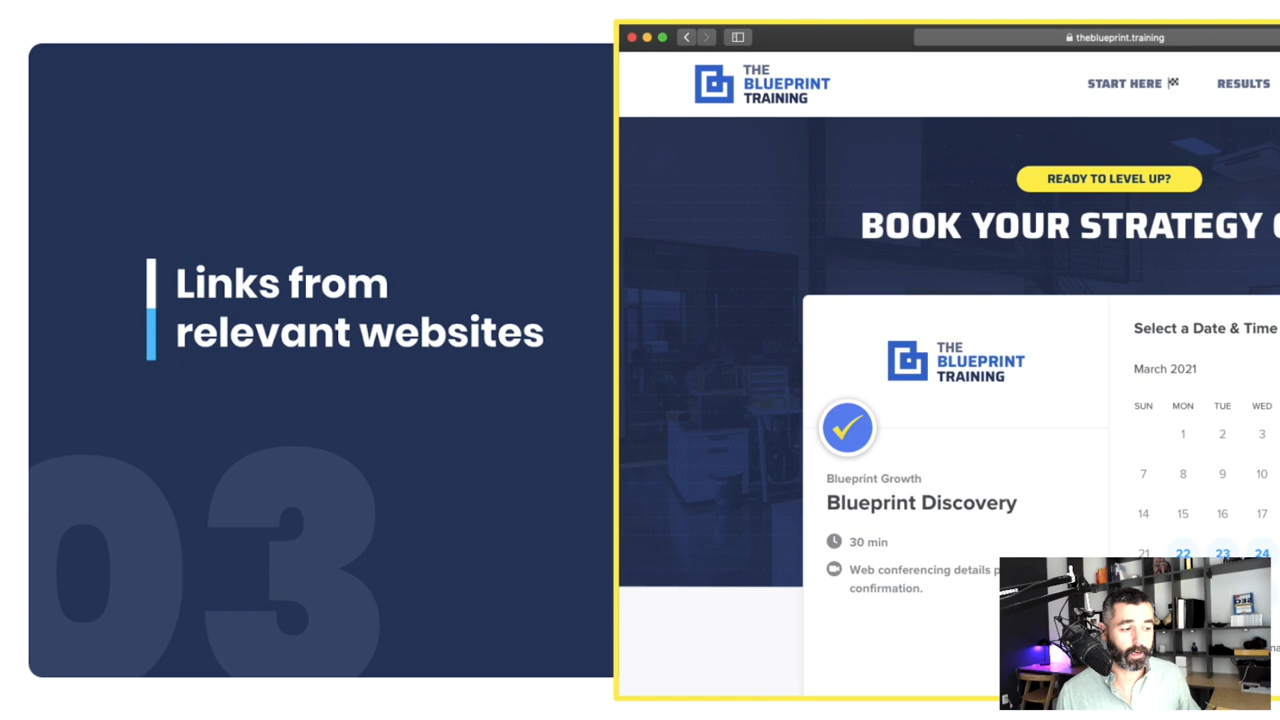 Links from
relevant websites
03
theblueprint.training
THE
BLUEPRINT
TRAINING
START HERE
RESULTS
READY TO LEVEL UP?
BOOK YOUR STRATEGY
THE
BLUEPRINT
TRAINING
Blueprint Growth
Blueprint Discovery
30 min
Web conferencing details p
confirmation.
Select a Date & Time
March 2021
SUN MON TUE WED
1 2 3
7 8 9 10
14 15 16 17
21 22 23 24
SEO